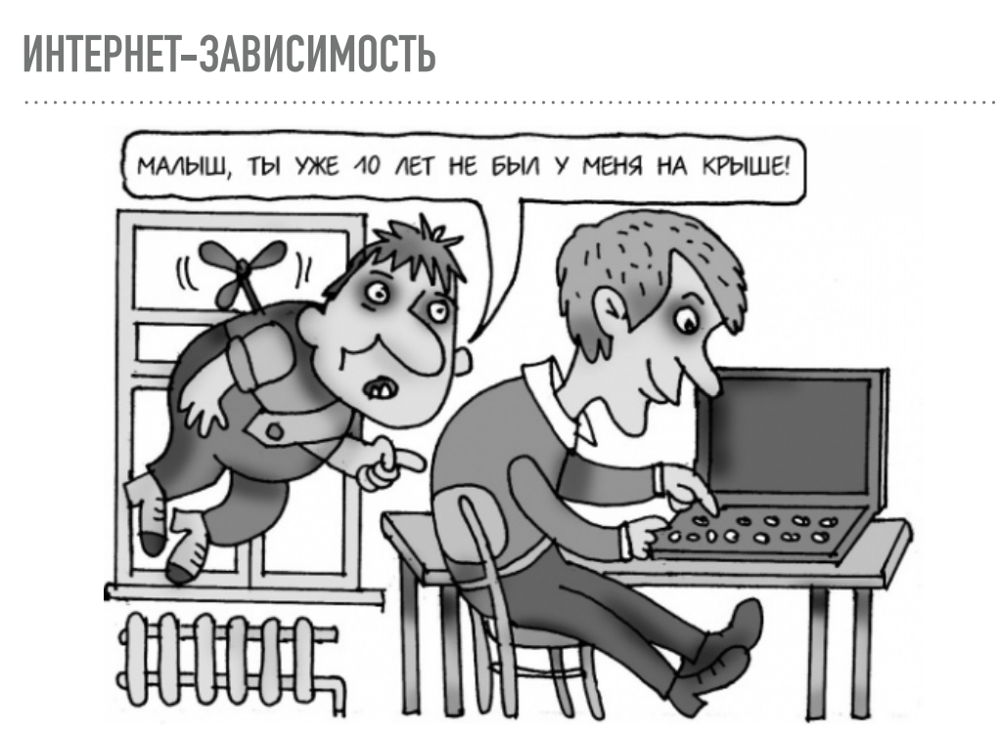 ИНТЕРНЕТ-ЗАВИСИМОСТЬ
МАЛЫШ, ТЫ УЖЕ 10 ЛЕТ НЕ БЫЛ У МЕНЯ НА КРЫШЕ!